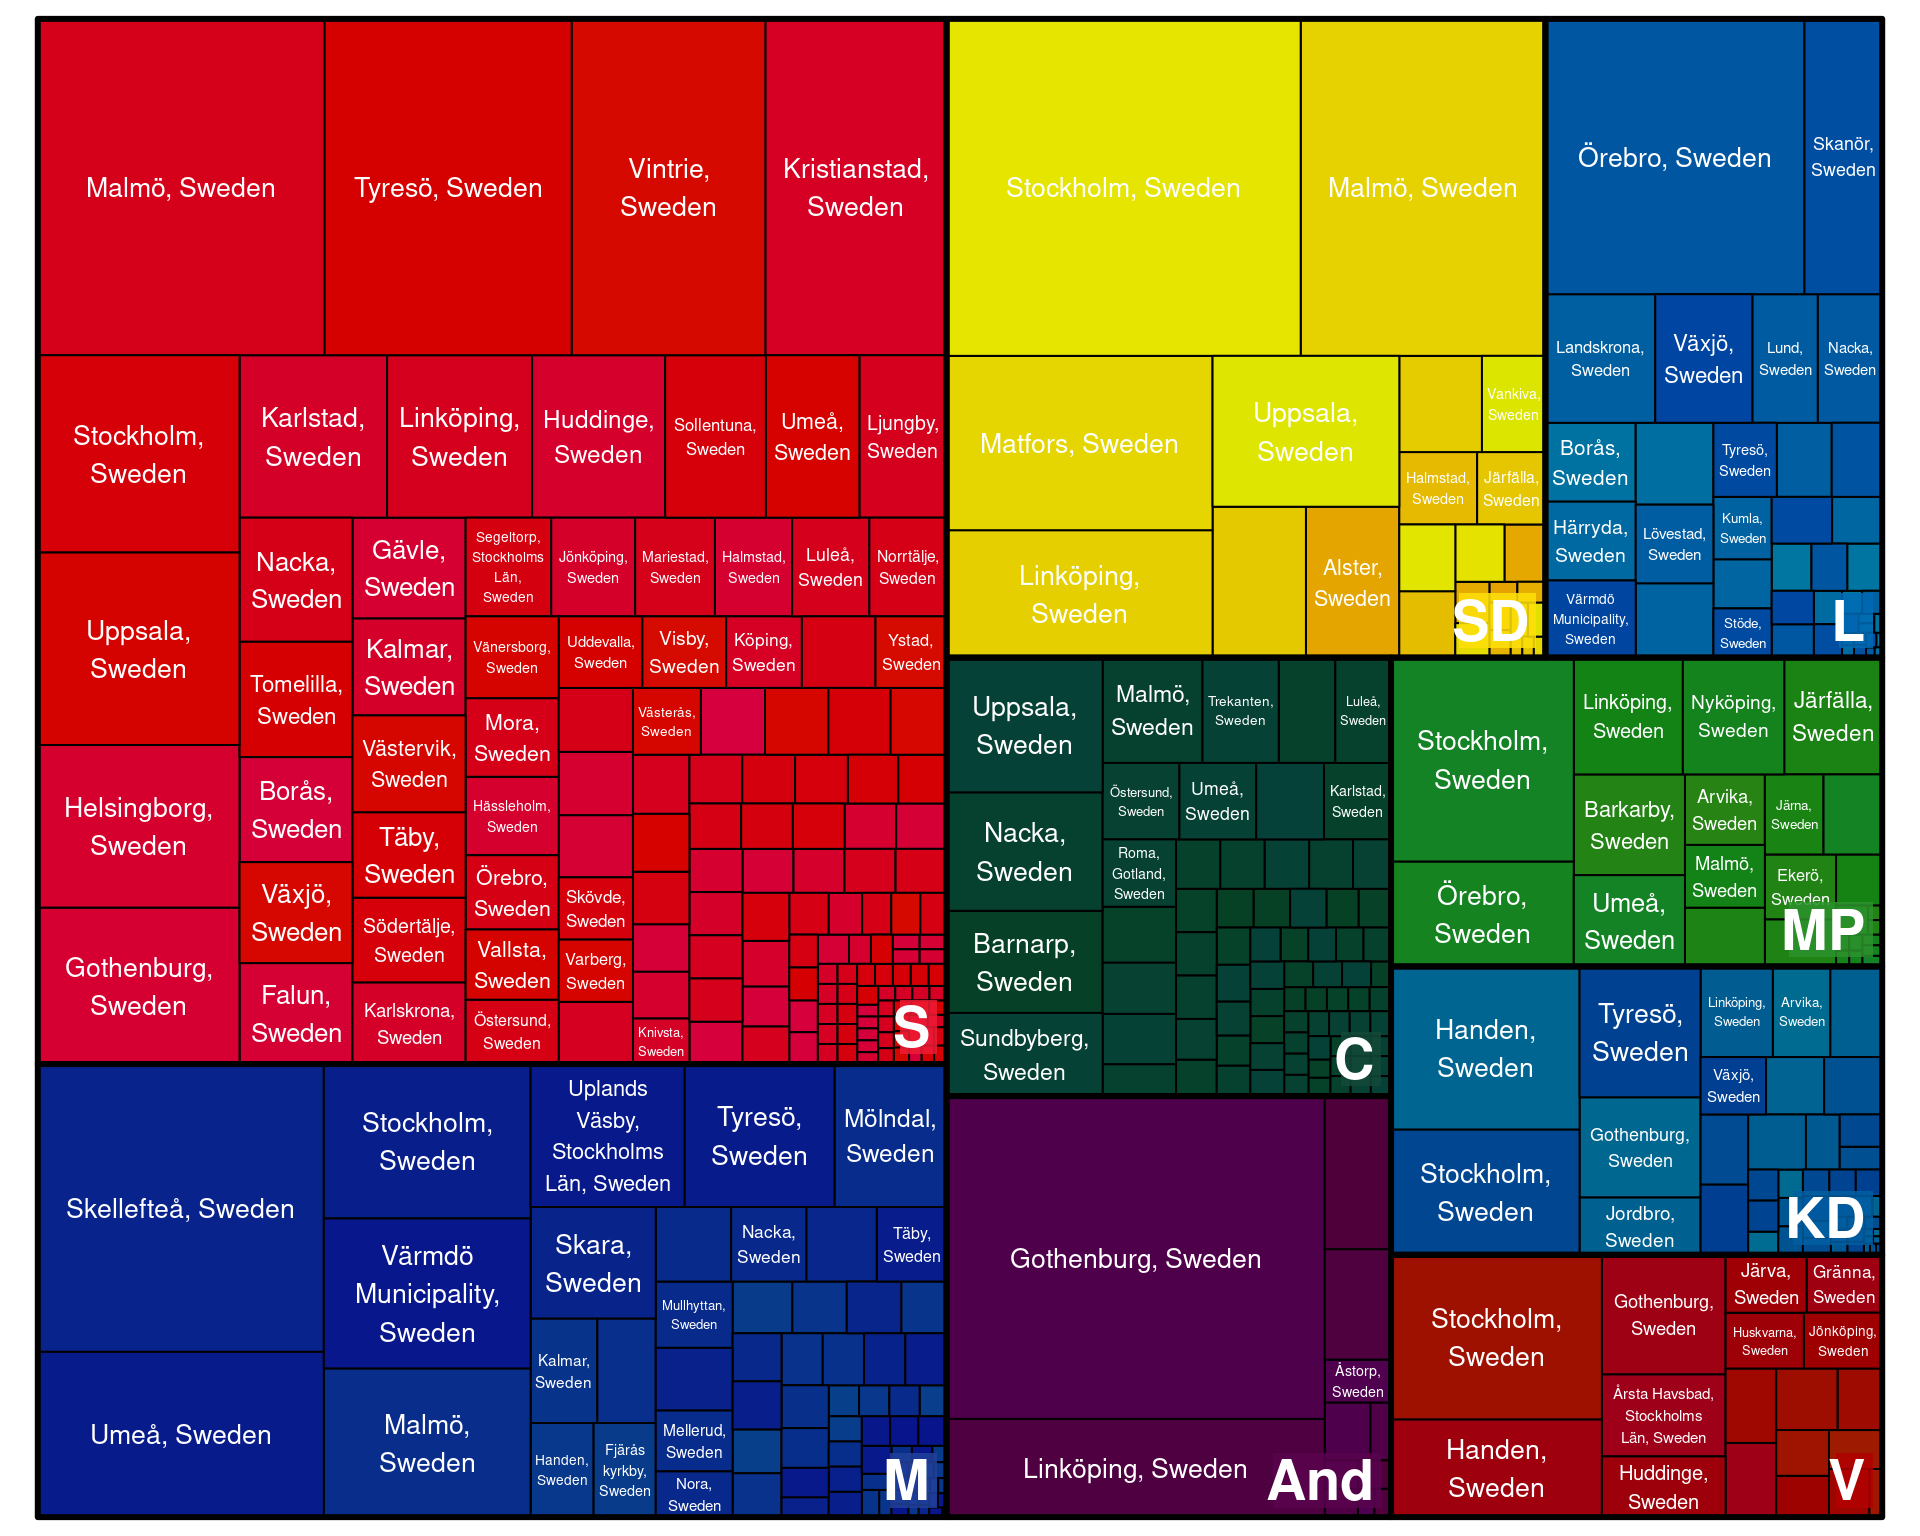 Malmö, Sweden
Tyresö, Sweden
Vintrie,
Sweden
Kristianstad,
Sweden
Stockholm,
Sweden
Uppsala,
Sweden
Helsingborg,
Sweden
Gothenburg,
Sweden
Karlstad,
Sweden
Linköping,
Sweden
Huddinge,
Sweden
Sollentuna,
Sweden
Umeå,
Sweden
Ljungby,
Sweden
Nacka,
Sweden
Tomelilla,
Sweden
Borås,
Sweden
Växjö,
Sweden
Falun,
Sweden
Gävle,
Sweden
Kalmar,
Sweden
Västervik,
Sweden
Täby,
Sweden
Södertälje,
Sweden
Karlskrona,
Sweden
Segeltorp,
Stockholms
Län,
Sweden
Jönköping,
Sweden
Mariestad,
Sweden
Halmstad,
Sweden
Luleå,
Sweden
Norrtälje,
Sweden
Vänersborg,
Sweden
Mora,
Sweden
Hässleholm,
Sweden
Örebro,
Sweden
Vallsta,
Sweden
Östersund,
Sweden
Uddevalla,
Sweden
Visby,
Sweden
Köping,
Sweden
Ystad,
Sweden
Västerås,
Sweden
Skövde,
Sweden
Varberg,
Sweden
Knivsta,
Sweden
S
Skellefteå, Sweden
Umeå, Sweden
Stockholm,
Sweden
Värmdö
Municipality,
Sweden
Malmö,
Sweden
Uplands
Väsby,
Stockholms
Län, Sweden
Tyresö,
Sweden
Mölndal,
Sweden
Skara,
Sweden
Nacka,
Sweden
Täby,
Sweden
Mullhyttan,
Sweden
Kalmar,
Sweden
Handen,
Sweden
Fjärås
kyrkby,
Sweden
Mellerud,
Sweden
Nora,
Sweden
M
Stockholm, Sweden
Malmö, Sweden
Matfors, Sweden
Linköping,
Sweden
Uppsala,
Sweden
Vankiva,
Sweden
Halmstad,
Sweden
Järfälla,
Sweden
Alster,
Sweden
SD
Uppsala,
Sweden
Nacka,
Sweden
Barnarp,
Sweden
Sundbyberg,
Sweden
Malmö,
Sweden
Trekanten,
Sweden
Luleå,
Sweden
Östersund,
Sweden
Umeå,
Sweden
Karlstad,
Sweden
Roma,
Gotland,
Sweden
C
Gothenburg, Sweden
Linköping, Sweden
Åstorp,
Sweden
And
Örebro, Sweden
Skanör,
Sweden
Landskrona,
Sweden
Växjö,
Sweden
Lund,
Sweden
Nacka,
Sweden
Borås,
Sweden
Härryda,
Sweden
Värmdö
Municipality,
Sweden
Lövestad,
Sweden
Tyresö,
Sweden
Kumla,
Sweden
Stöde,
Sweden
L
Stockholm,
Sweden
Örebro,
Sweden
Linköping,
Sweden
Nyköping,
Sweden
Järfälla,
Sweden
Barkarby,
Sweden
Umeå,
Sweden
Arvika,
Sweden
Malmö,
Sweden
Järna,
Sweden
Ekerö,
Sweden
MP
Handen,
Sweden
Stockholm,
Sweden
Tyresö,
Sweden
Gothenburg,
Sweden
Jordbro,
Sweden
Linköping,
Sweden
Arvika,
Sweden
Växjö,
Sweden
KD
Stockholm,
Sweden
Handen,
Sweden
Gothenburg,
Sweden
Årsta Havsbad,
Stockholms
Län, Sweden
Huddinge,
Sweden
Järva,
Sweden
Gränna,
Sweden
Huskvarna,
Sweden
Jönköping,
Sweden
V